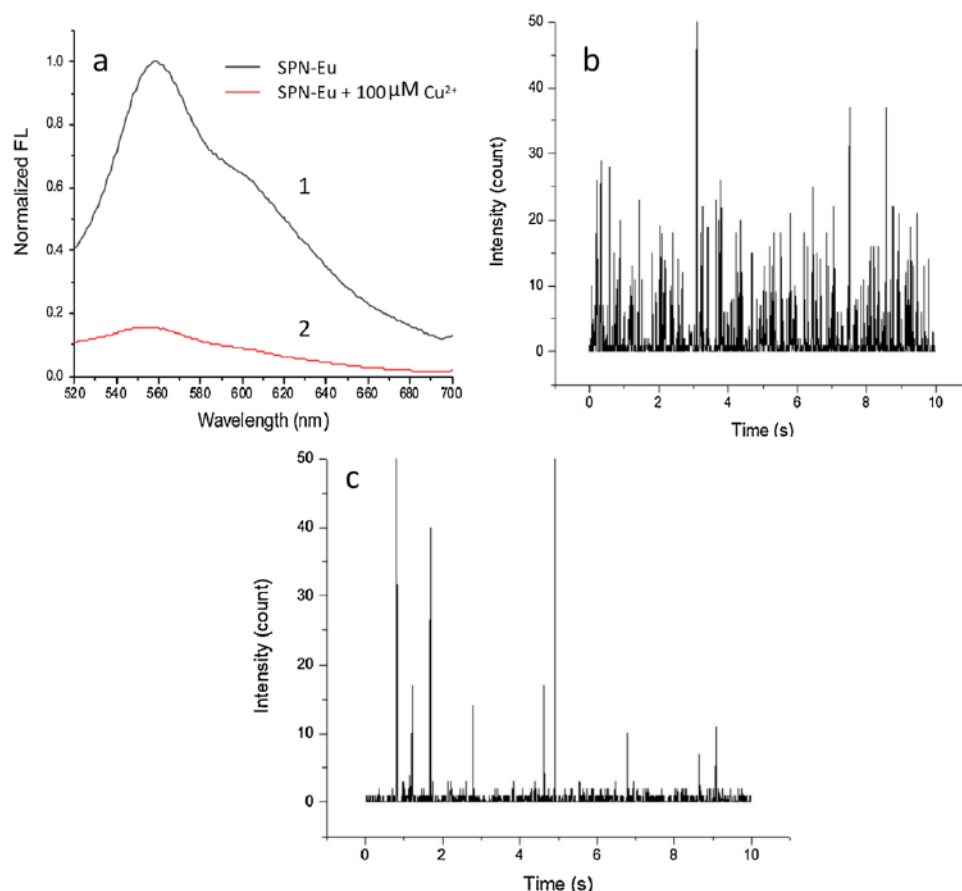 a
SPN-Eu
SPN-Eu + 100 μM Cu²⁺
1
2
Normalized FL
1.0
0.8
0.6
0.4
0.2
0.0
520 540 560 580 600 620 640 660 680 700
Wavelength (nm)
b
Intensity (count)
50
40
30
20
10
0
0 2 4 6 8 10
Time (s)
c
Intensity (count)
50
40
30
20
10
0
0 2 4 6 8 10
Time (s)